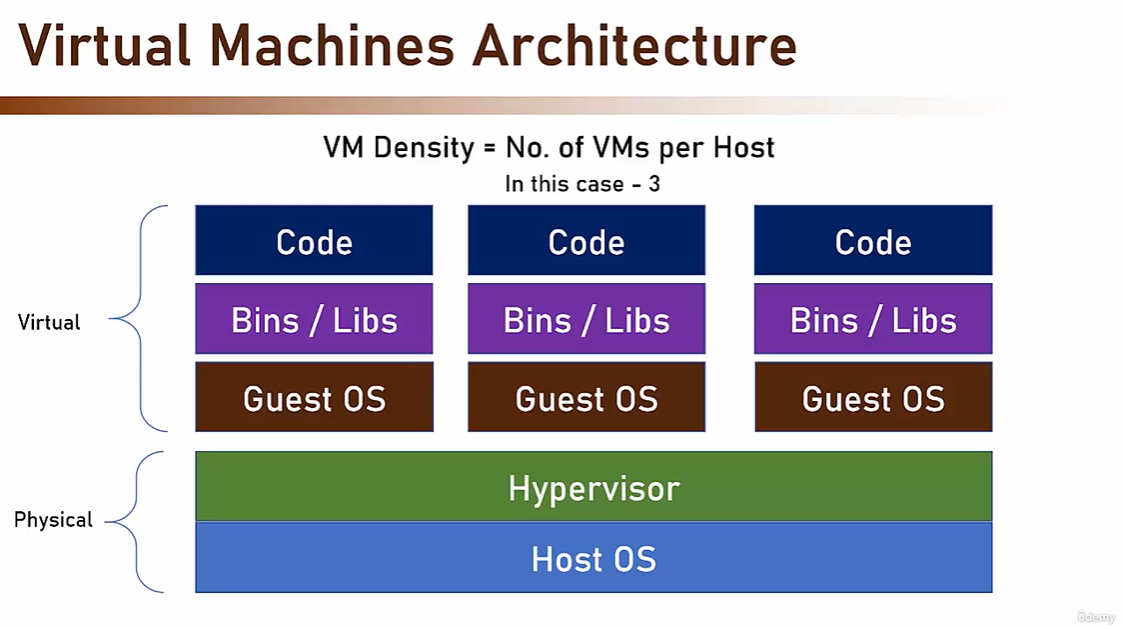 Virtual Machines Architecture
VM Density = No. of VMs per Host
In this case - 3
Virtual
Code
Code
Code
Bins / Libs
Bins / Libs
Bins / Libs
Guest OS
Guest OS
Guest OS
Physical
Hypervisor
Host OS
ûdemy